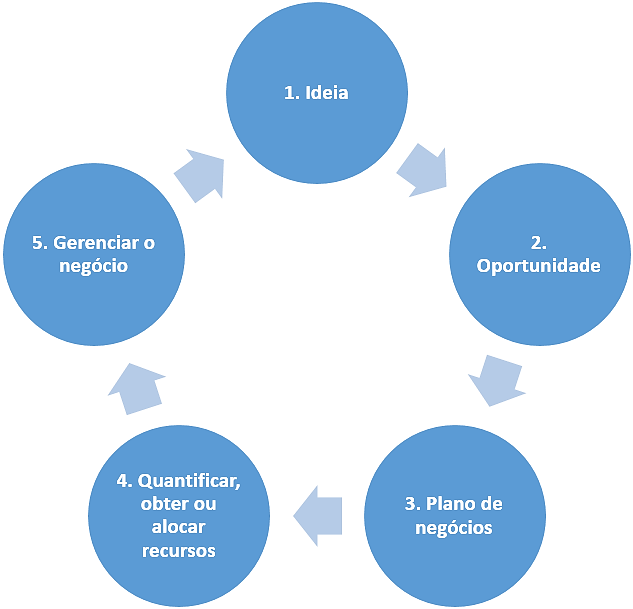 1. Ideia
2.
Oportunidade
3. Plano de
negócios
4. Quantificar,
obter ou
alocar
recursos
5. Gerenciar o
negócio